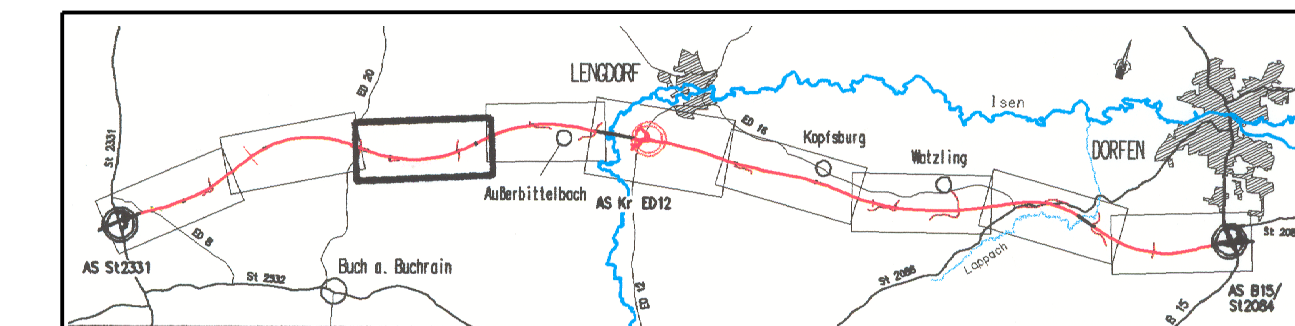 LENGDORF
ED 20
Isen
St 2331
ED 16
Kopfsburg
Watzling
DORFEN
Außerbittelbach
AS Kr ED12
ED 8
AS St2331
St 2332
Buch a. Buchrain
ED 12
St 2086
Lappach
St 208
AS B15/
St2084
B 15